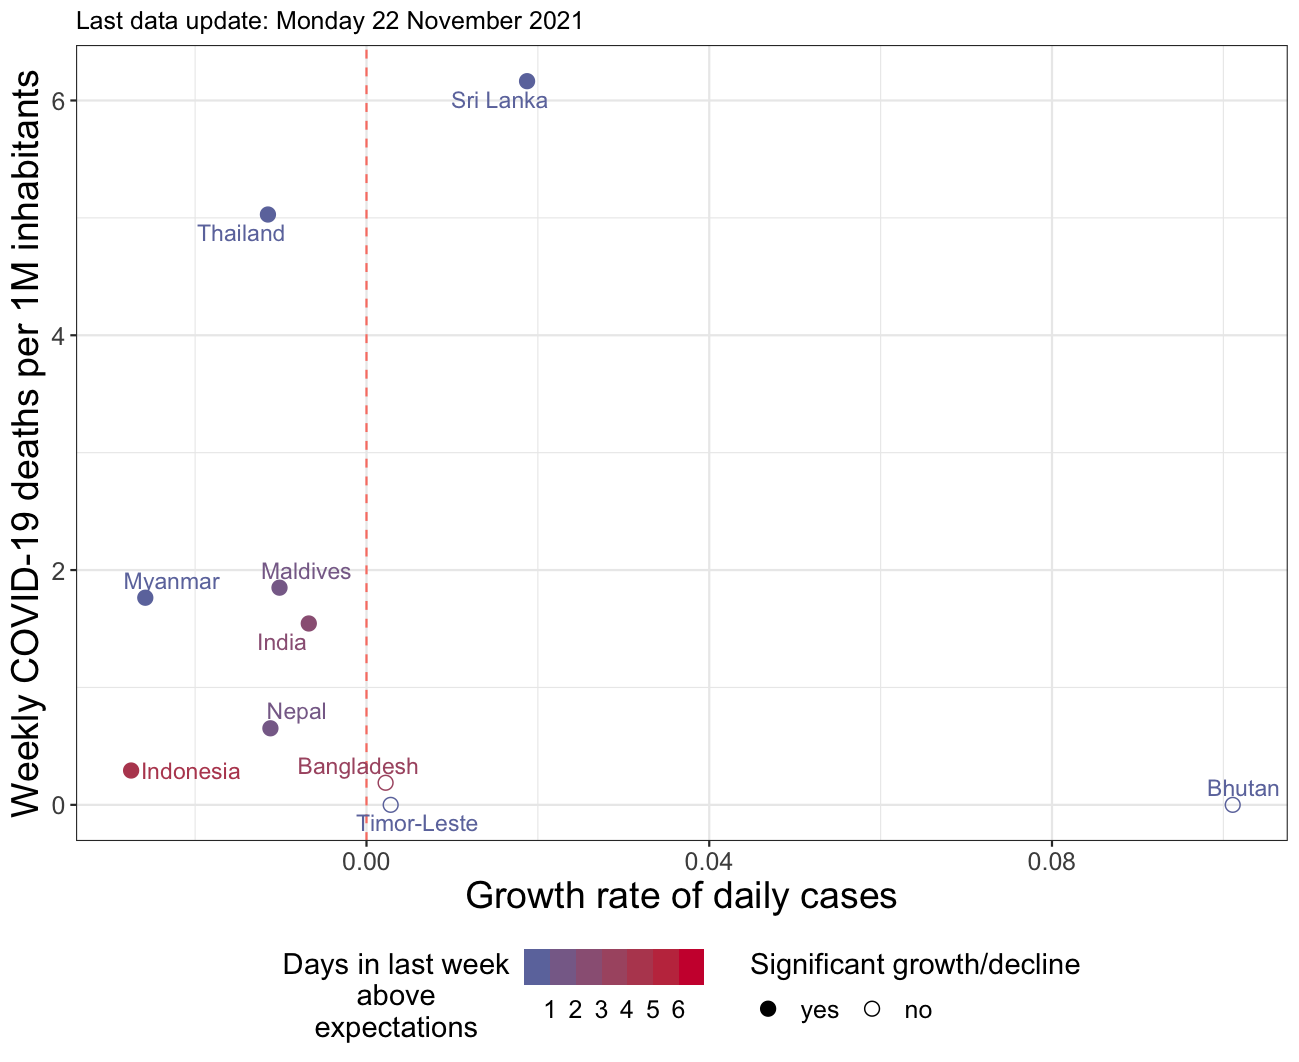 Last data update: Monday 22 November 2021
Weekly COVID-19 deaths per 1M inhabitants
6
4
2
0
Sri Lanka
Thailand
Maldives
Myanmar
India
Nepal
Bangladesh
Indonesia
Bhutan
Timor-Leste
0.00 0.04 0.08
Growth rate of daily cases
Days in last week
above
expectations
1 2 3 4 5 6
Significant growth/decline
yes no